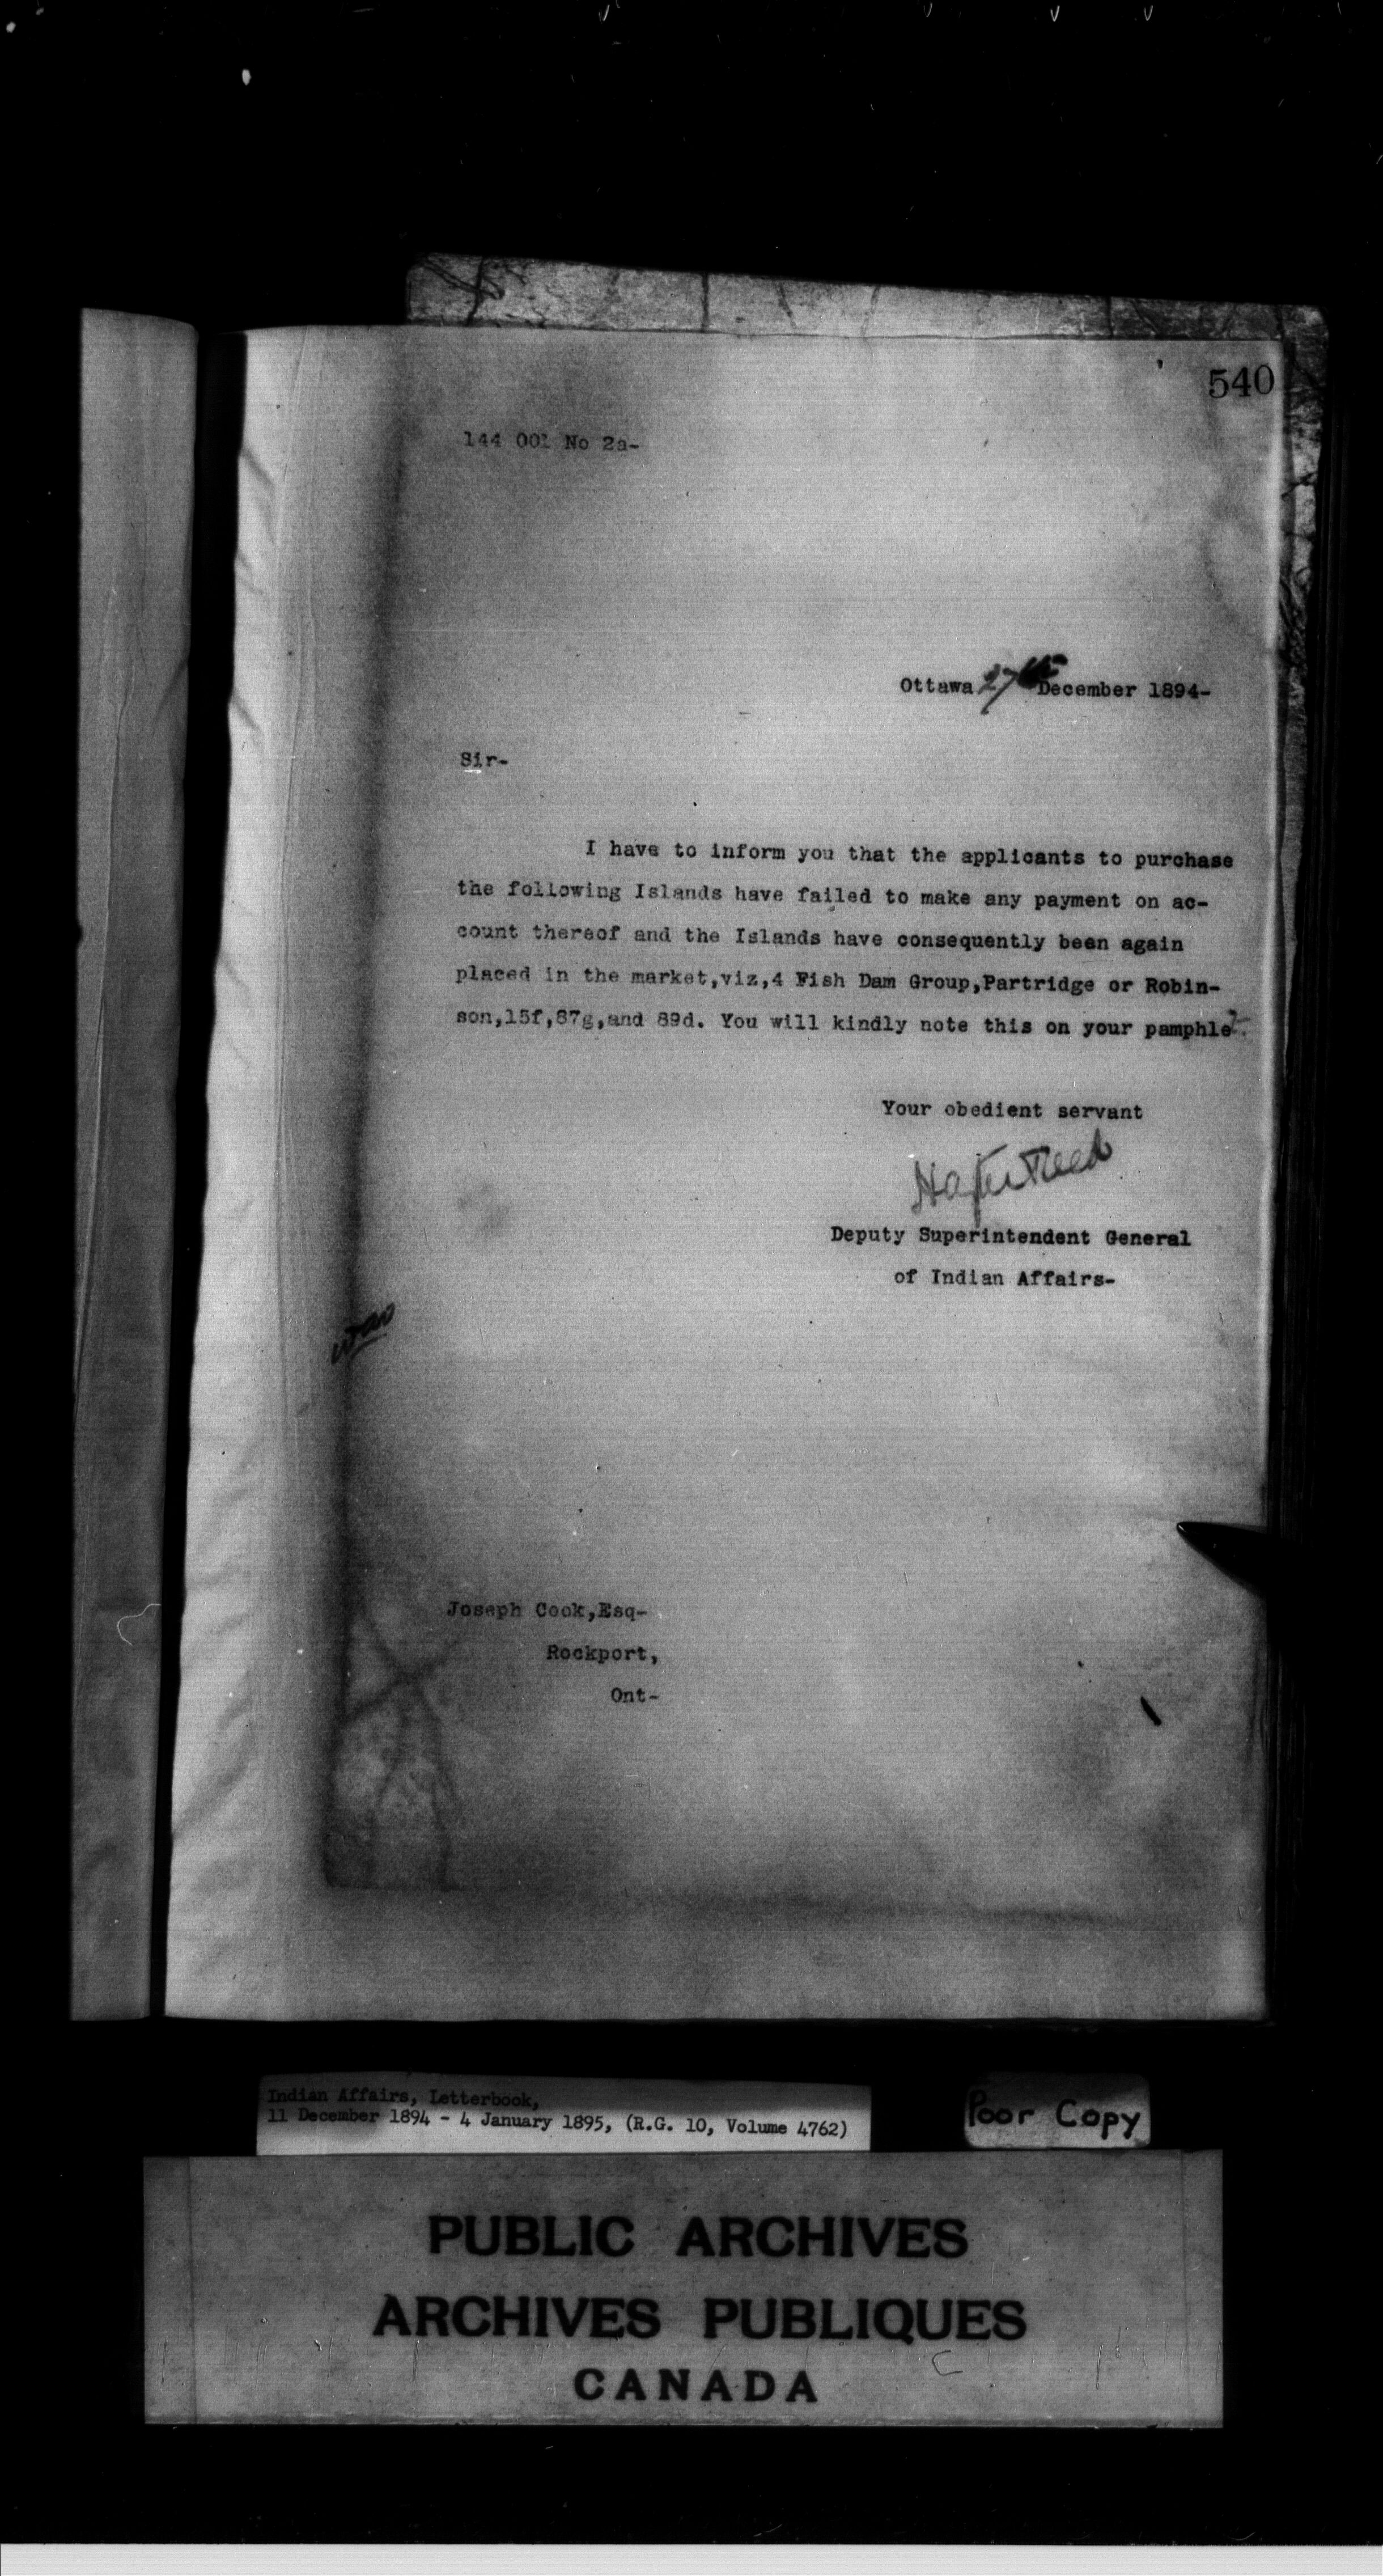 540
144 001 No 2a-
Ottawa 27th December 1894-
Sir-
I have to inform you that the applicants to purchase
the following Islands have failed to make any payment on ac-
count thereof and the Islands have consequently been again
placed in the market,viz,4 Fish Dam Group,Partridge or Robin-
son,15f,87g,and 89d. You will kindly note this on your pamphlet.
Your obedient servant
Hayter Reed
Deputy Superintendent General
of Indian Affairs-
Joseph Cook,Esq-
Rockport,
Ont-
Indian Affairs, Letterbook,
11 December 1894 - 4 January 1895, (R.G. 10, Volume 4762)
Poor Copy
PUBLIC ARCHIVES
ARCHIVES PUBLIQUES
CANADA